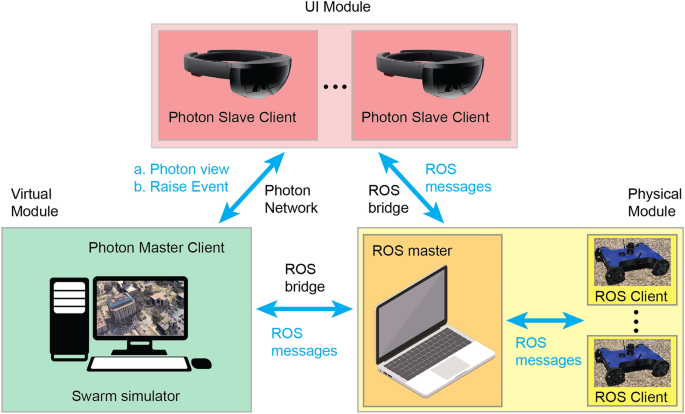 UI Module
Photon Slave Client
...
Photon Slave Client
a. Photon view
b. Raise Event
Photon
Network
ROS
bridge
ROS
messages
Virtual
Module
Physical
Module
Photon Master Client
Swarm simulator
ROS
bridge
ROS
messages
ROS master
ROS
messages
ROS Client
ROS Client